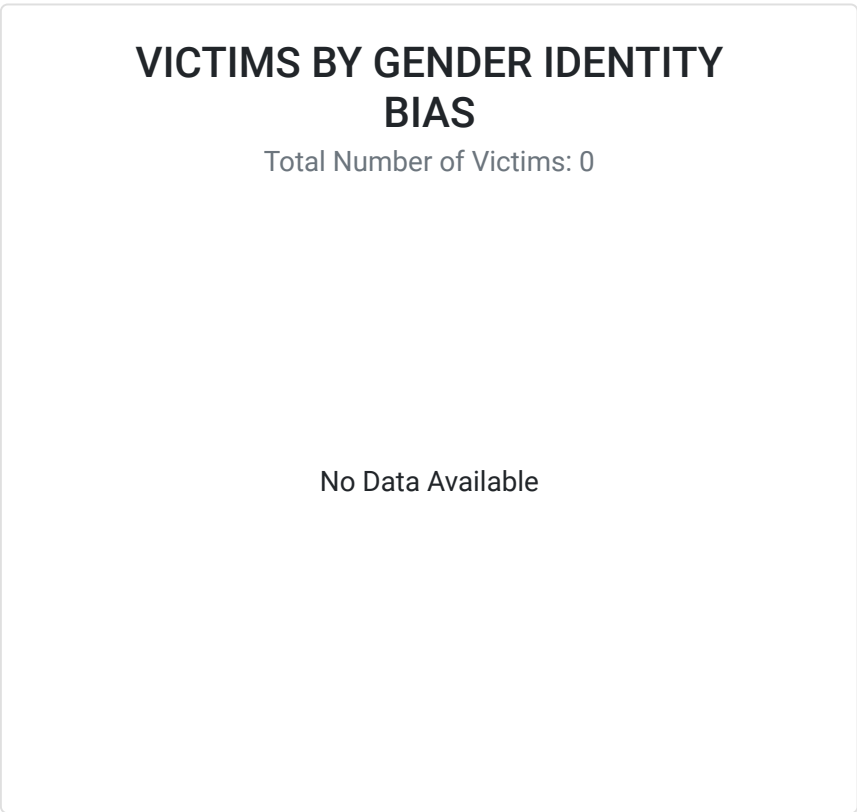 VICTIMS BY GENDER IDENTITY
BIAS
Total Number of Victims: 0
No Data Available